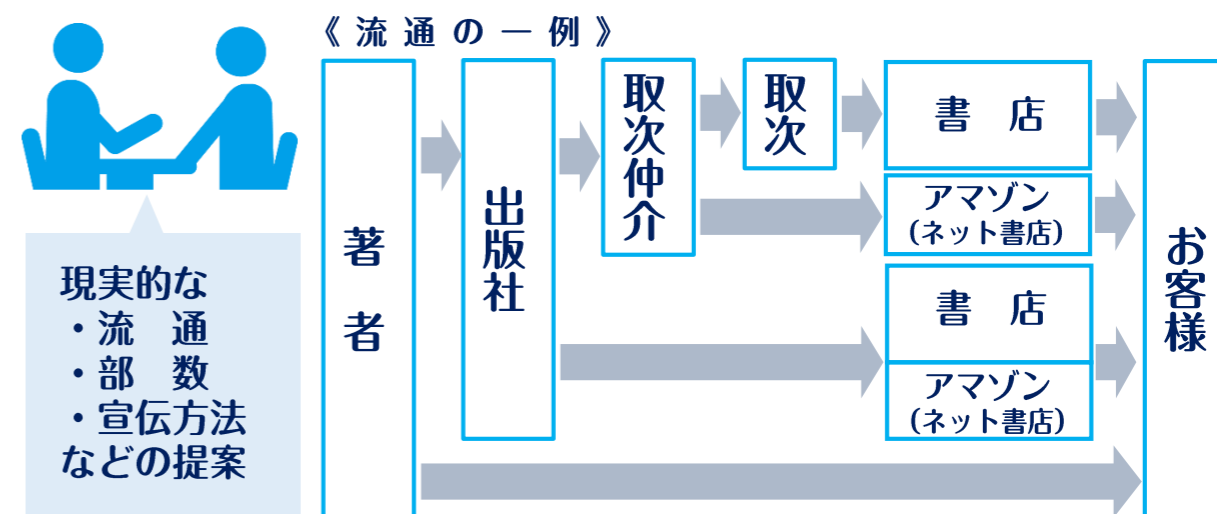 《流通の一例》
現実的な
・流　通
・部　数
・宣伝方法
などの提案
著　者
出版社
取次仲介
取次
書　店
アマゾン
（ネット書店）
書　店
アマゾン
（ネット書店）
お客様